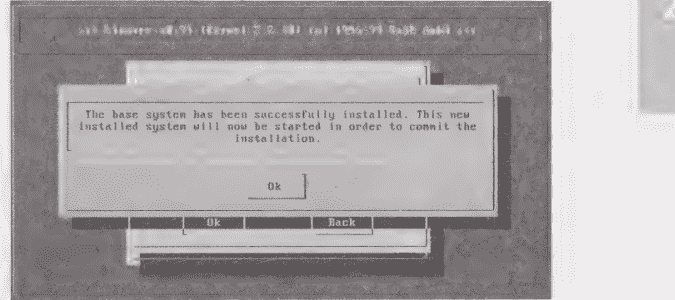 (Kernel
The base system has been successfully installed. This new
installed system will now be started in order to commit the
installation.
Ok
Ok Back